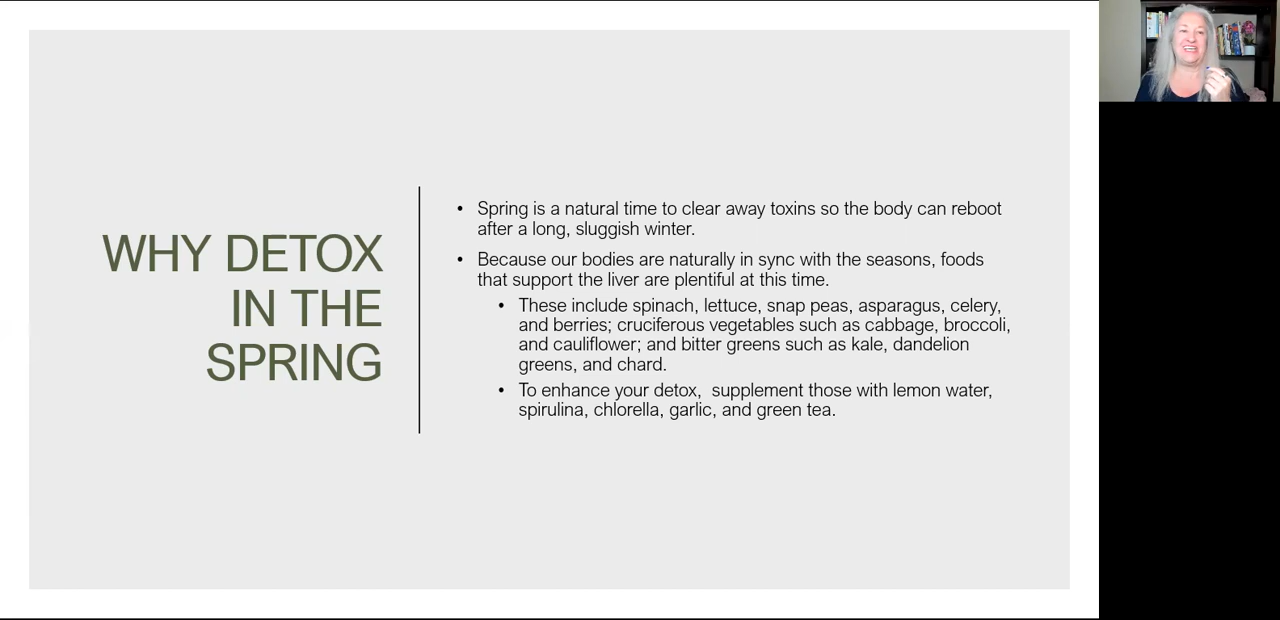 WHY DETOX
IN THE
SPRING
• Spring is a natural time to clear away toxins so the body can reboot
after a long, sluggish winter.
• Because our bodies are naturally in sync with the seasons, foods
that support the liver are plentiful at this time.
• These include spinach, lettuce, snap peas, asparagus, celery,
and berries; cruciferous vegetables such as cabbage, broccoli,
and cauliflower; and bitter greens such as kale, dandelion
greens, and chard.
• To enhance your detox,  supplement those with lemon water,
spirulina, chlorella, garlic, and green tea.